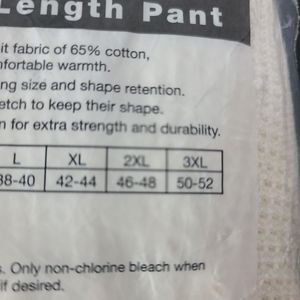 Length Pant
it fabric of 65% cotton,
nfortable warmth.
ng size and shape retention.
etch to keep their shape.
n for extra strength and durability.
L XL 2XL 3XL
38-40 42-44 46-48 50-52
s. Only non-chlorine bleach when
if desired.